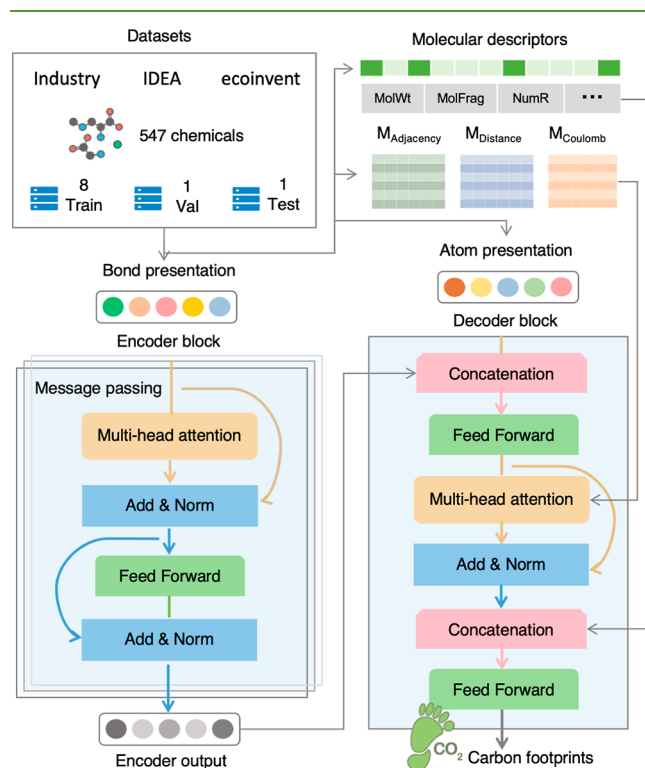 Datasets
Industry IDEA ecoinvent
547 chemicals
8 1 1
Train Val Test
Molecular descriptors
MolWt MolFrag NumR ...
MAdjacency MDistance MCoulomb
Bond presentation
Atom presentation
Encoder block
Message passing
Multi-head attention
Add & Norm
Feed Forward
Add & Norm
Encoder output
Decoder block
Concatenation
Feed Forward
Multi-head attention
Add & Norm
Concatenation
Feed Forward
CO2 Carbon footprints